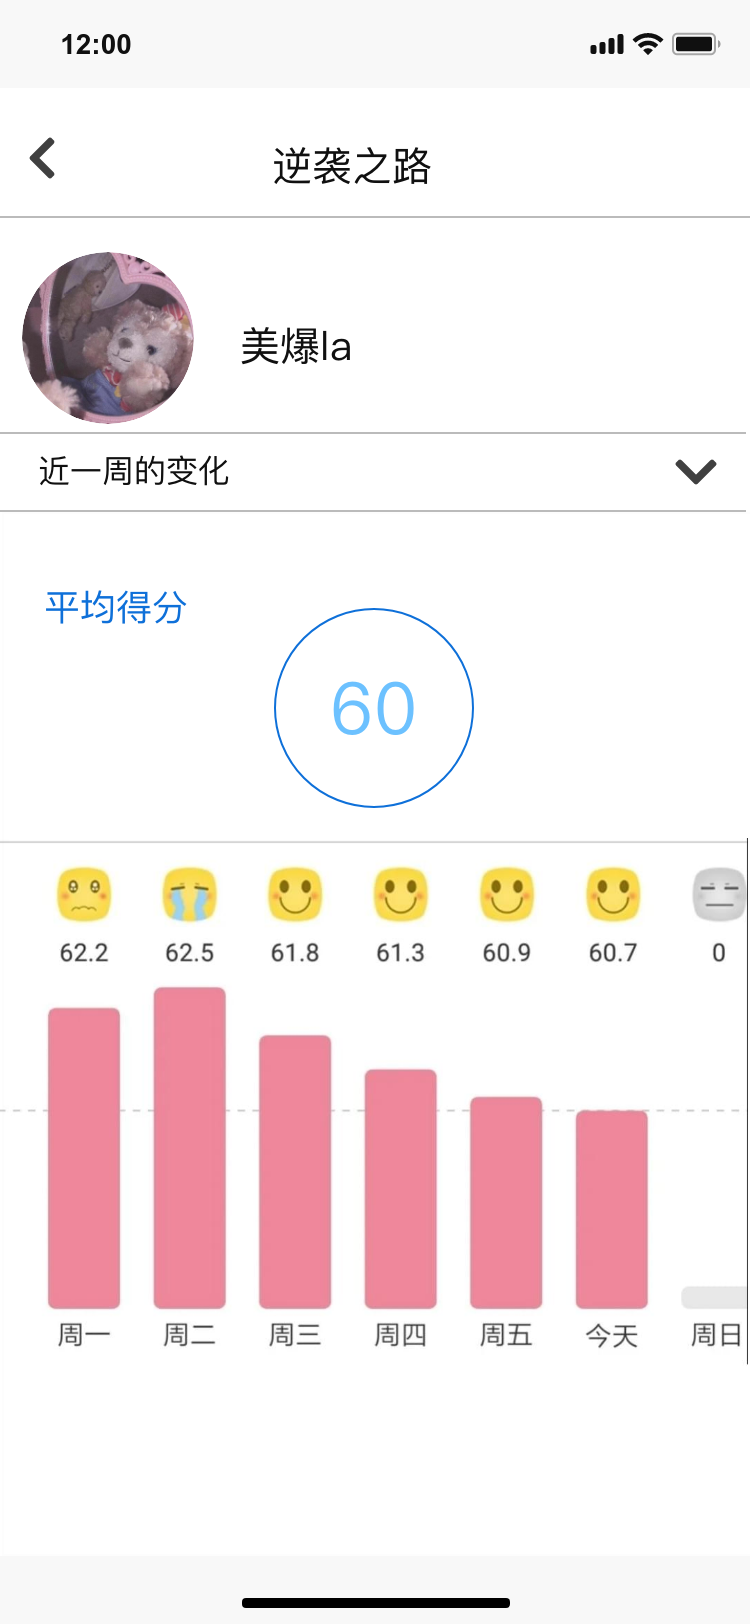 12:00
逆袭之路
美爆la
近一周的变化
平均得分
60
62.2 62.5 61.8 61.3 60.9 60.7 0
周一 周二 周三 周四 周五 今天 周日